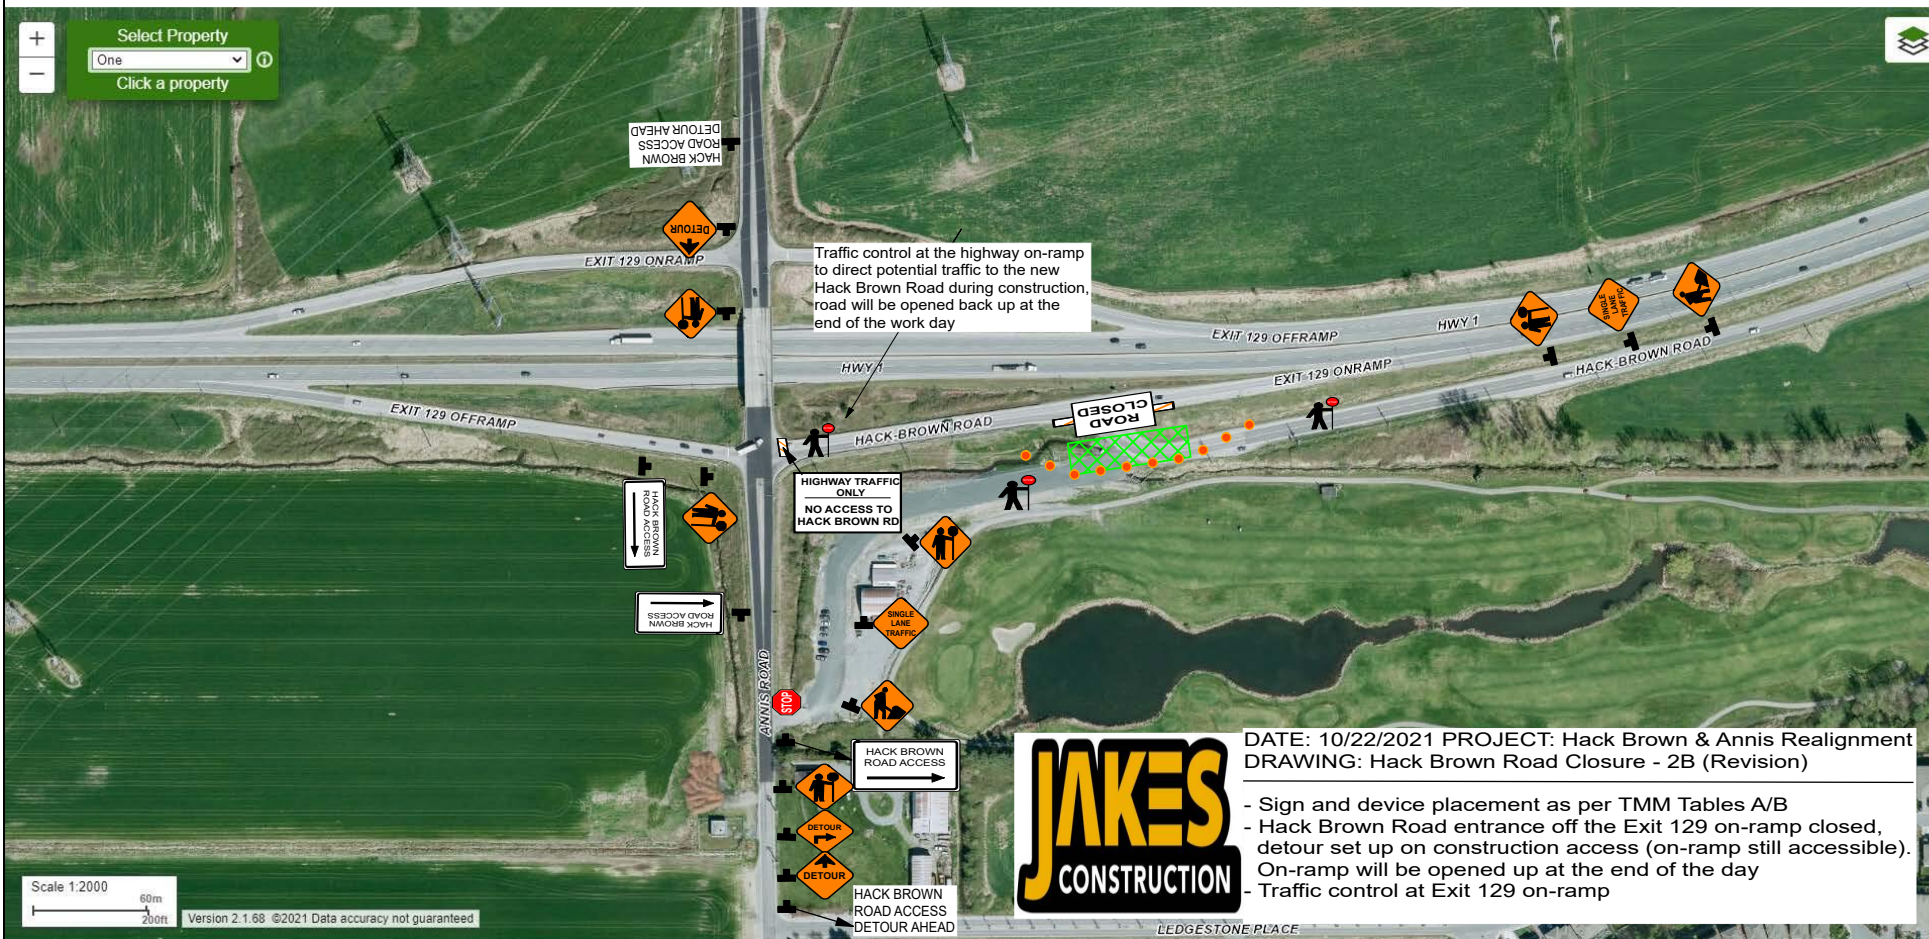 +
−
Select Property
One
Click a property
HACK BROWN
ROAD ACCESS
DETOUR AHEAD
DETOUR
EXIT 129 ONRAMP
Traffic control at the highway on-ramp
to direct potential traffic to the new
Hack Brown Road during construction,
road will be opened back up at the
end of the work day
EXIT 129 OFFRAMP
HWY 1
SINGLE
LANE
TRAFFIC
HACK-BROWN ROAD
HWY 1
EXIT 129 ONRAMP
EXIT 129 OFFRAMP
HACK-BROWN ROAD
ROAD
CLOSED
HIGHWAY TRAFFIC
ONLY
NO ACCESS TO
HACK BROWN RD
HACK BROWN
ROAD ACCESS
HACK BROWN
ROAD ACCESS
SINGLE
LANE
TRAFFIC
ANNIS ROAD
STOP
HACK BROWN
ROAD ACCESS
DETOUR
DETOUR
HACK BROWN
ROAD ACCESS
DETOUR AHEAD
LEDGESTONE PLACE
JAKES
CONSTRUCTION
DATE: 10/22/2021 PROJECT: Hack Brown & Annis Realignment
DRAWING: Hack Brown Road Closure - 2B (Revision)
- Sign and device placement as per TMM Tables A/B
- Hack Brown Road entrance off the Exit 129 on-ramp closed,
detour set up on construction access (on-ramp still accessible).
On-ramp will be opened up at the end of the day
- Traffic control at Exit 129 on-ramp
Scale 1:2000
60m
200ft
Version 2.1.68 ©2021 Data accuracy not guaranteed